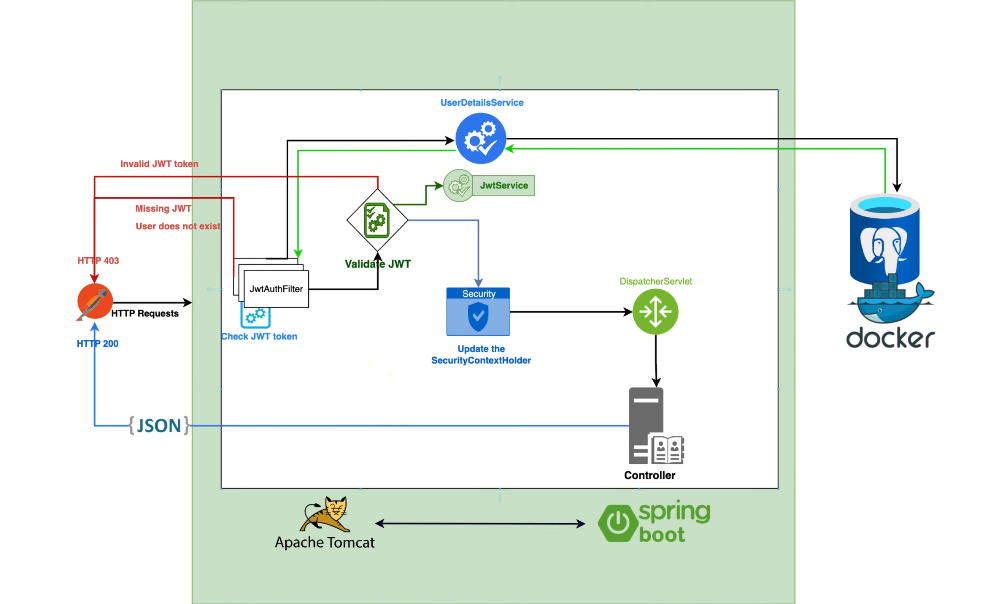 UserDetailsService
Invalid JWT token
JwtService
Missing JWT
User does not exist
HTTP 403
Validate JWT
JwtAuthFilter
Security
DispatcherServlet
HTTP Requests
Check JWT token
HTTP 200
Update the
SecurityContextHolder
docker
{JSON}
Controller
Apache Tomcat
spring
boot